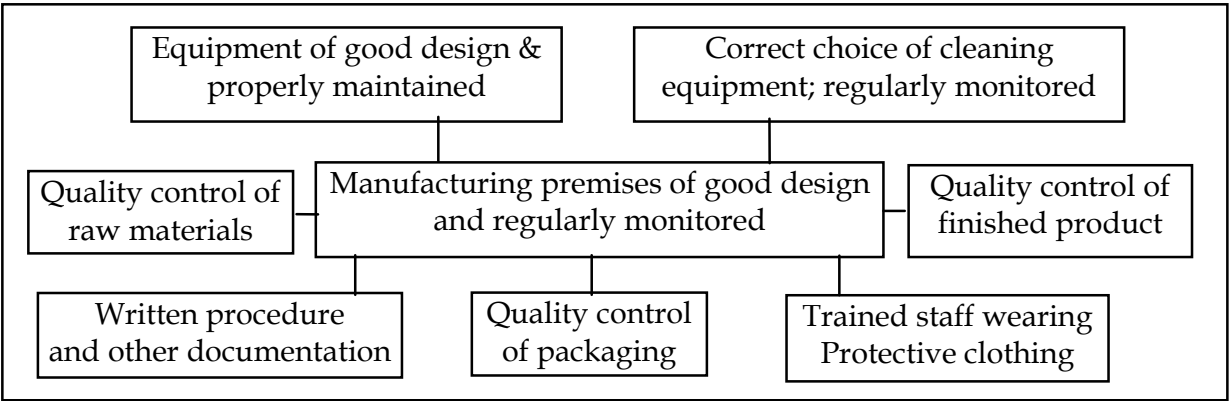 Equipment of good design &
properly maintained
Correct choice of cleaning
equipment; regularly monitored
Quality control of
raw materials
Manufacturing premises of good design
and regularly monitored
Quality control of
finished product
Written procedure
and other documentation
Quality control
of packaging
Trained staff wearing
Protective clothing